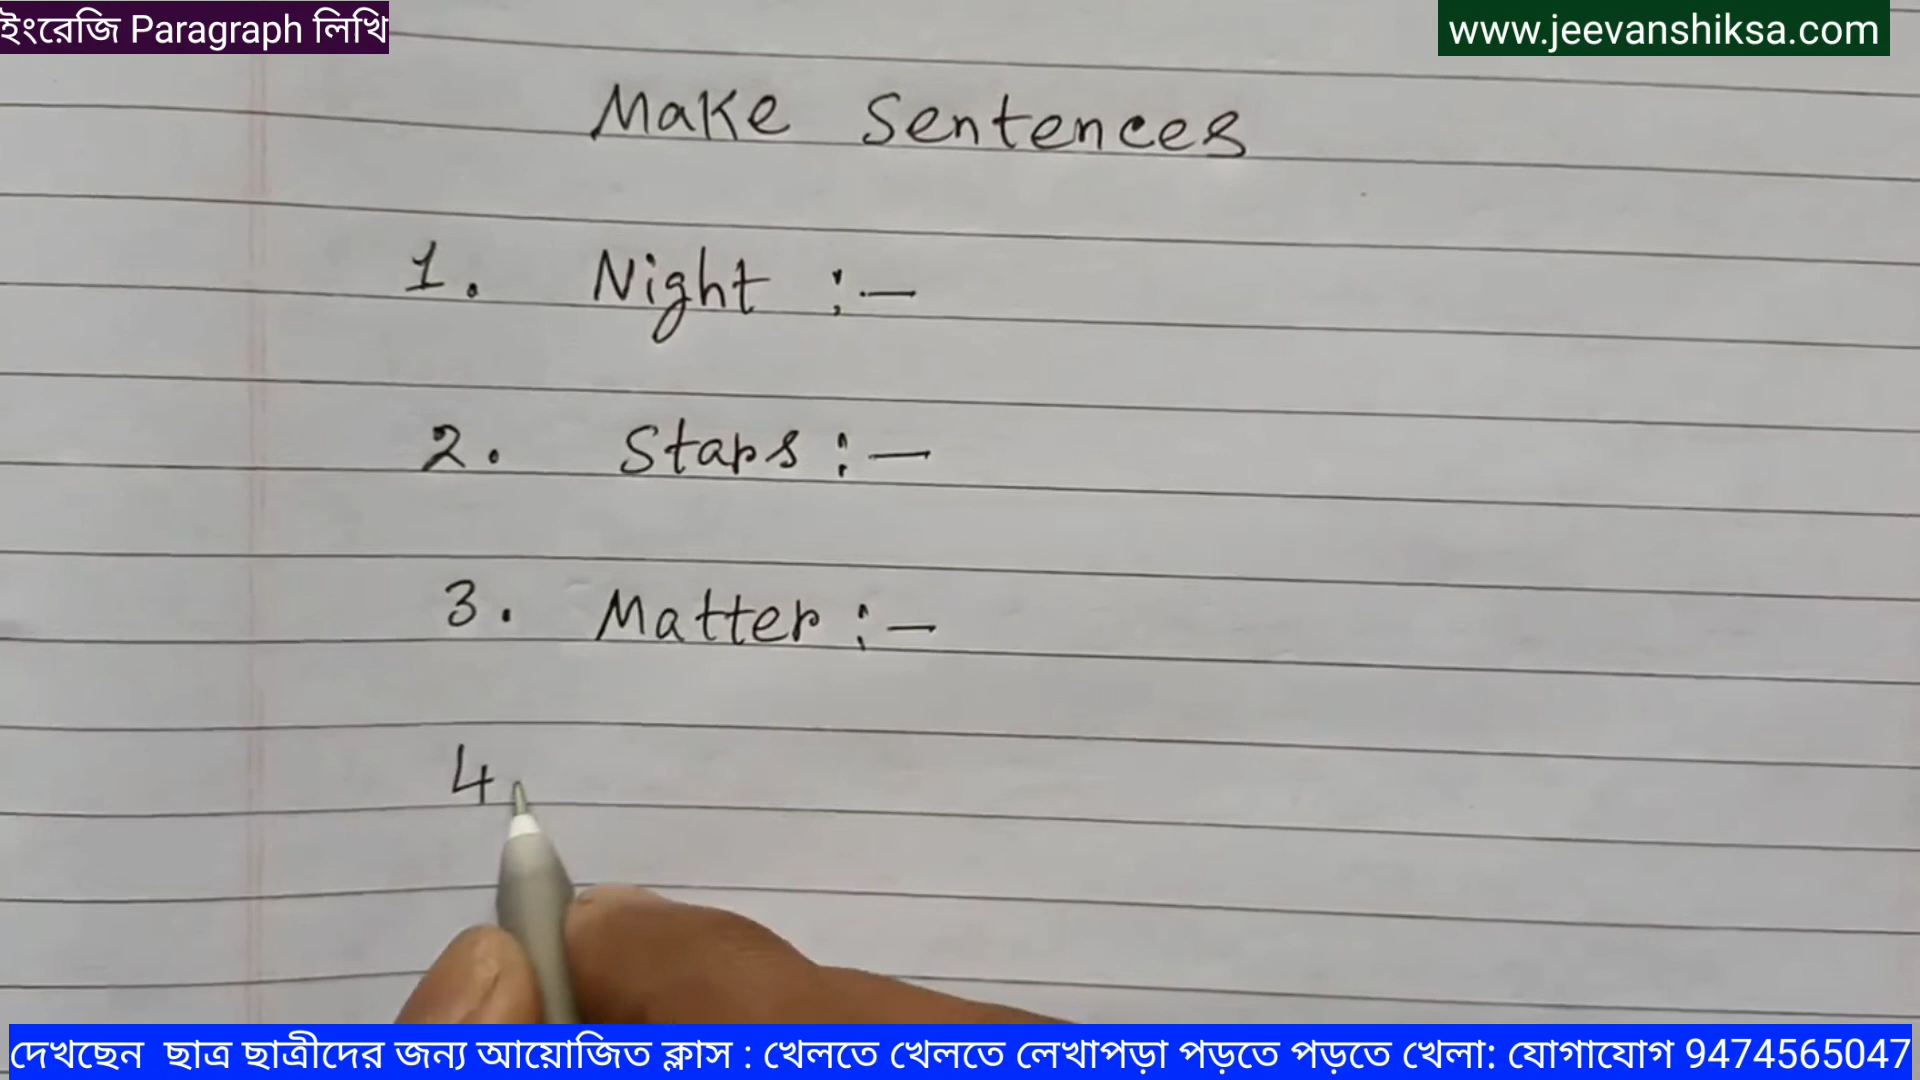 ইংরেজি Paragraph লিখি
www.jeevanshiksa.com
Make Sentences
1. Night :-
2. Stars :-
3. Matter :-
4.
দেখছেন ছাত্র ছাত্রীদের জন্য আয়োজিত ক্লাস : খেলতে খেলতে লেখাপড়া পড়তে পড়তে খেলা: যোগাযোগ 9474565047